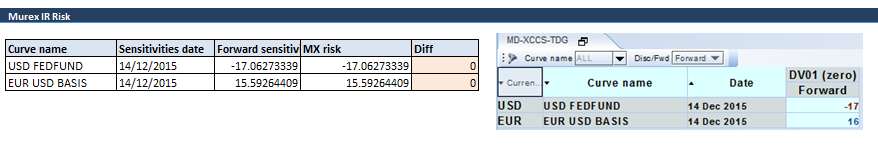 Murex IR Risk
Curve name Sensitivities date Forward sensitiv MX risk Diff
USD FEDFUND 14/12/2015 -17.06273339 -17.06273339 0
EUR USD BASIS 14/12/2015 15.59264409 15.59264409 0
MD-XCCS-TDG
Curve name ALL Disc/Fwd Forward
Curren... Curve name Date DV01 (zero)
Forward
USD USD FEDFUND 14 Dec 2015 -17
EUR EUR USD BASIS 14 Dec 2015 16